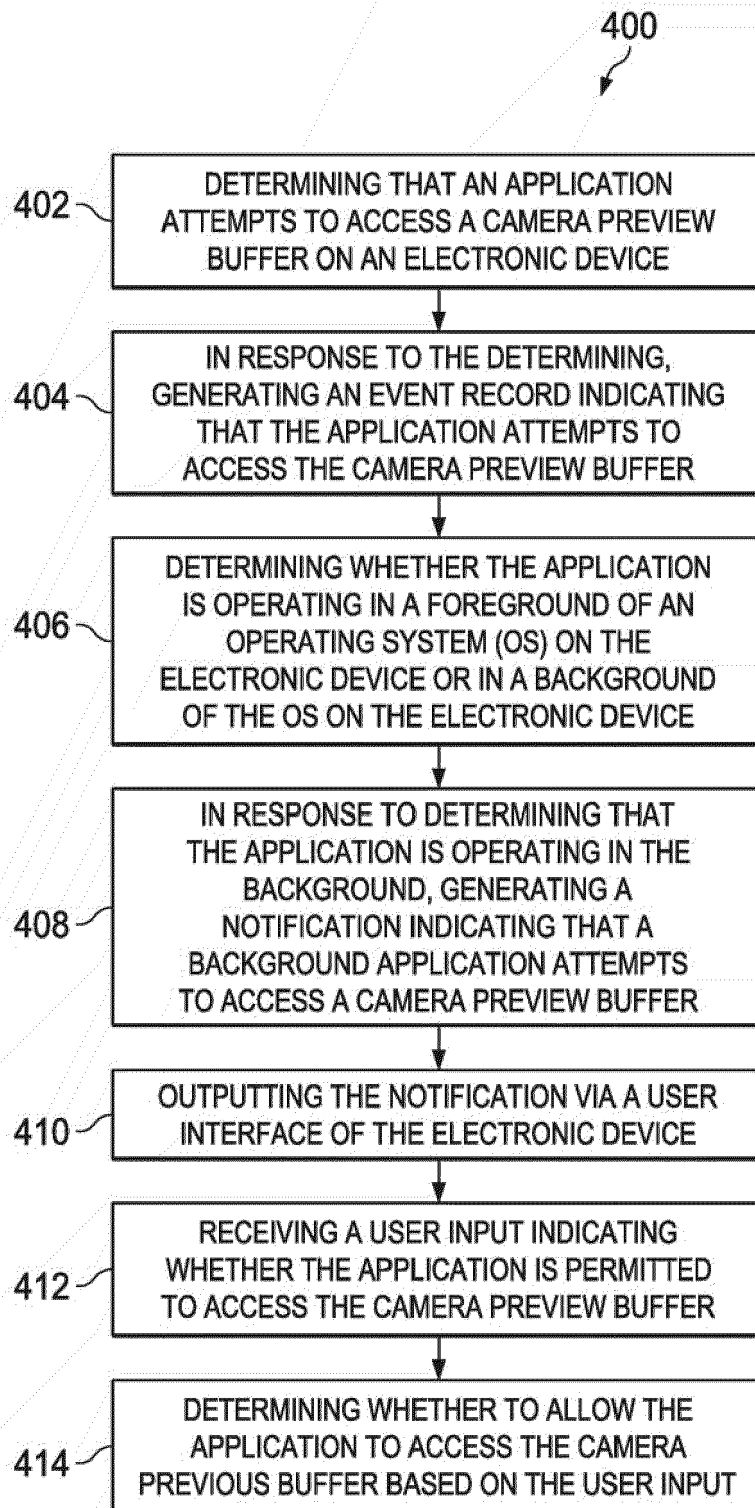 400
402
DETERMINING THAT AN APPLICATION
ATTEMPTS TO ACCESS A CAMERA PREVIEW
BUFFER ON AN ELECTRONIC DEVICE
404
IN RESPONSE TO THE DETERMINING,
GENERATING AN EVENT RECORD INDICATING
THAT THE APPLICATION ATTEMPTS TO
ACCESS THE CAMERA PREVIEW BUFFER
406
DETERMINING WHETHER THE APPLICATION
IS OPERATING IN A FOREGROUND OF AN
OPERATING SYSTEM (OS) ON THE
ELECTRONIC DEVICE OR IN A BACKGROUND
OF THE OS ON THE ELECTRONIC DEVICE
408
IN RESPONSE TO DETERMINING THAT
THE APPLICATION IS OPERATING IN THE
BACKGROUND, GENERATING A
NOTIFICATION INDICATING THAT A
BACKGROUND APPLICATION ATTEMPTS
TO ACCESS A CAMERA PREVIEW BUFFER
410
OUTPUTTING THE NOTIFICATION VIA A USER
INTERFACE OF THE ELECTRONIC DEVICE
412
RECEIVING A USER INPUT INDICATING
WHETHER THE APPLICATION IS PERMITTED
TO ACCESS THE CAMERA PREVIEW BUFFER
414
DETERMINING WHETHER TO ALLOW THE
APPLICATION TO ACCESS THE CAMERA
PREVIOUS BUFFER BASED ON THE USER INPUT